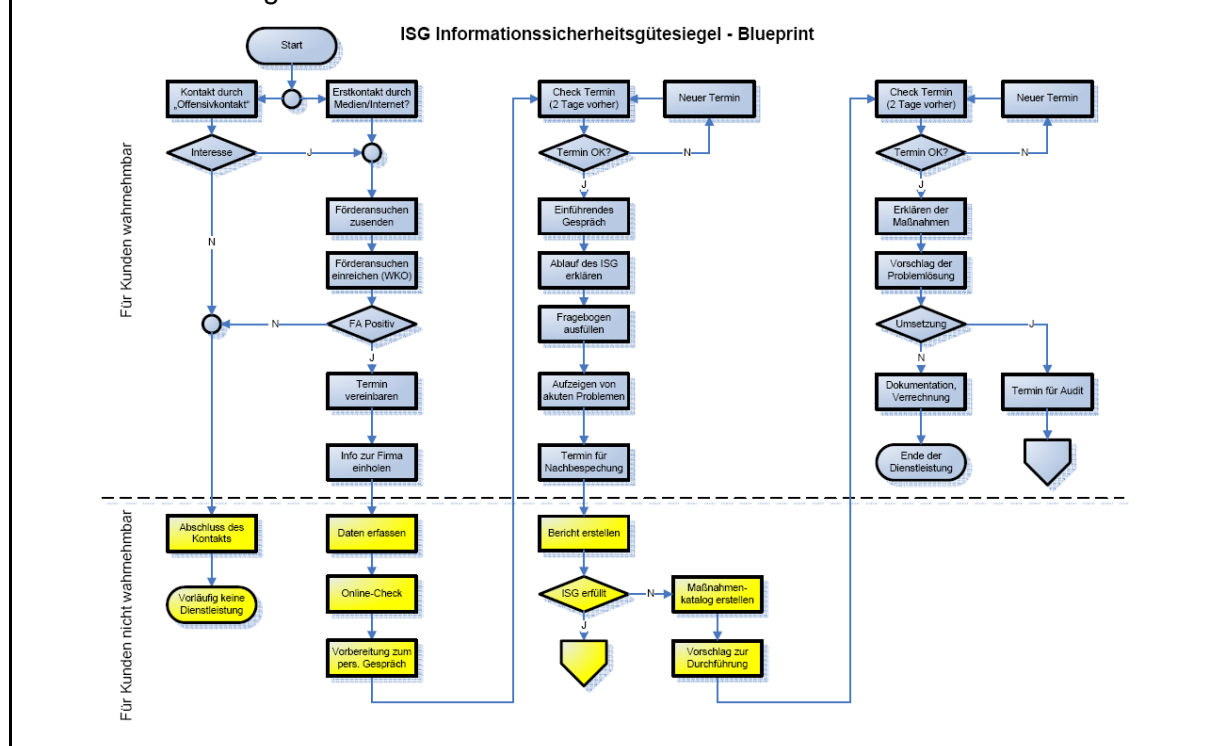 ISG Informationssicherheitsgütesiegel - Blueprint
Für Kunden wahrnehmbar
Für Kunden nicht wahrnehmbar
Start
Kontakt durch
„Offensivkontakt“
Erstkontakt durch
Medien/Internet?
Interesse
J
N
Förderansuchen
zusenden
Förderansuchen
einreichen (WKO)
FA Positiv
N
J
Termin
vereinbaren
Info zur Firma
einholen
Abschluss des
Kontakts
Vorläufig keine
Dienstleistung
Daten erfassen
Online-Check
Vorbereitung zum
pers. Gespräch
Check Termin
(2 Tage vorher)
Neuer Termin
Termin OK?
N
J
Einführendes
Gespräch
Ablauf des ISG
erklären
Fragebogen
ausfüllen
Aufzeigen von
akuten Problemen
Termin für
Nachbespechung
Bericht erstellen
ISG erfüllt
N
J
Maßnahmen-
katalog erstellen
Vorschlag zur
Durchführung
Check Termin
(2 Tage vorher)
Neuer Termin
Termin OK?
N
J
Erklären der
Maßnahmen
Vorschlag der
Problemlösung
Umsetzung
J
N
Dokumentation,
Verrechnung
Termin für Audit
Ende der
Dienstleistung